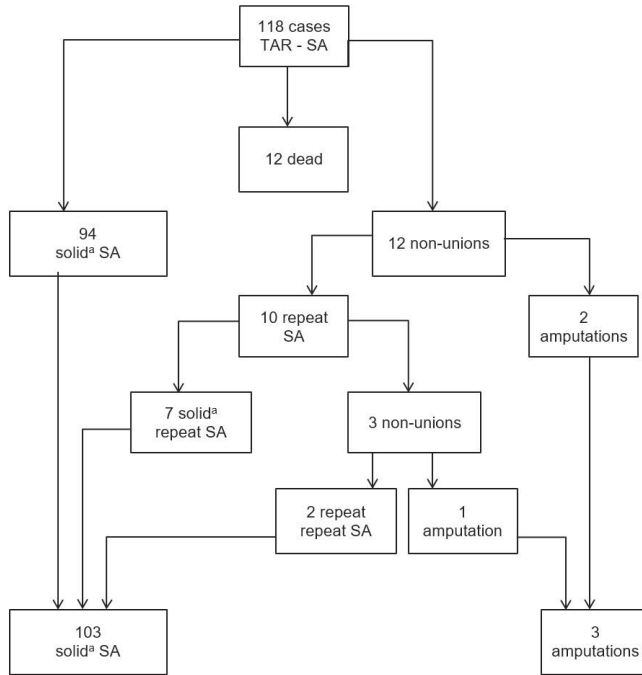 118 cases
TAR - SA
12 dead
94
solidᵃ SA
12 non-unions
10 repeat
SA
2
amputations
7 solidᵃ
repeat SA
3 non-unions
2 repeat
repeat SA
1
amputation
103
solidᵃ SA
3
amputations